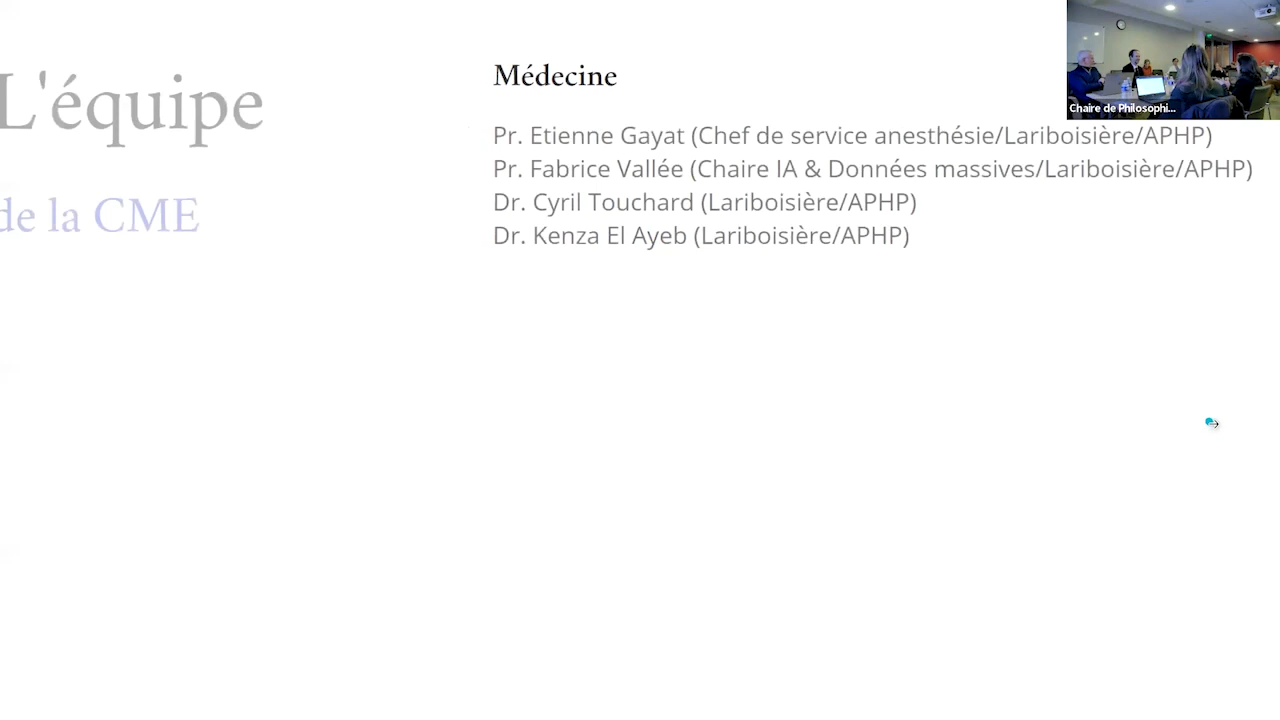 L'équipe
de la CME
Médecine
Pr. Etienne Gayat (Chef de service anesthésie/Lariboisière/APHP)
Pr. Fabrice Vallée (Chaire IA & Données massives/Lariboisière/APHP)
Dr. Cyril Touchard (Lariboisière/APHP)
Dr. Kenza El Ayeb (Lariboisière/APHP)
Chaire de Philosophi...